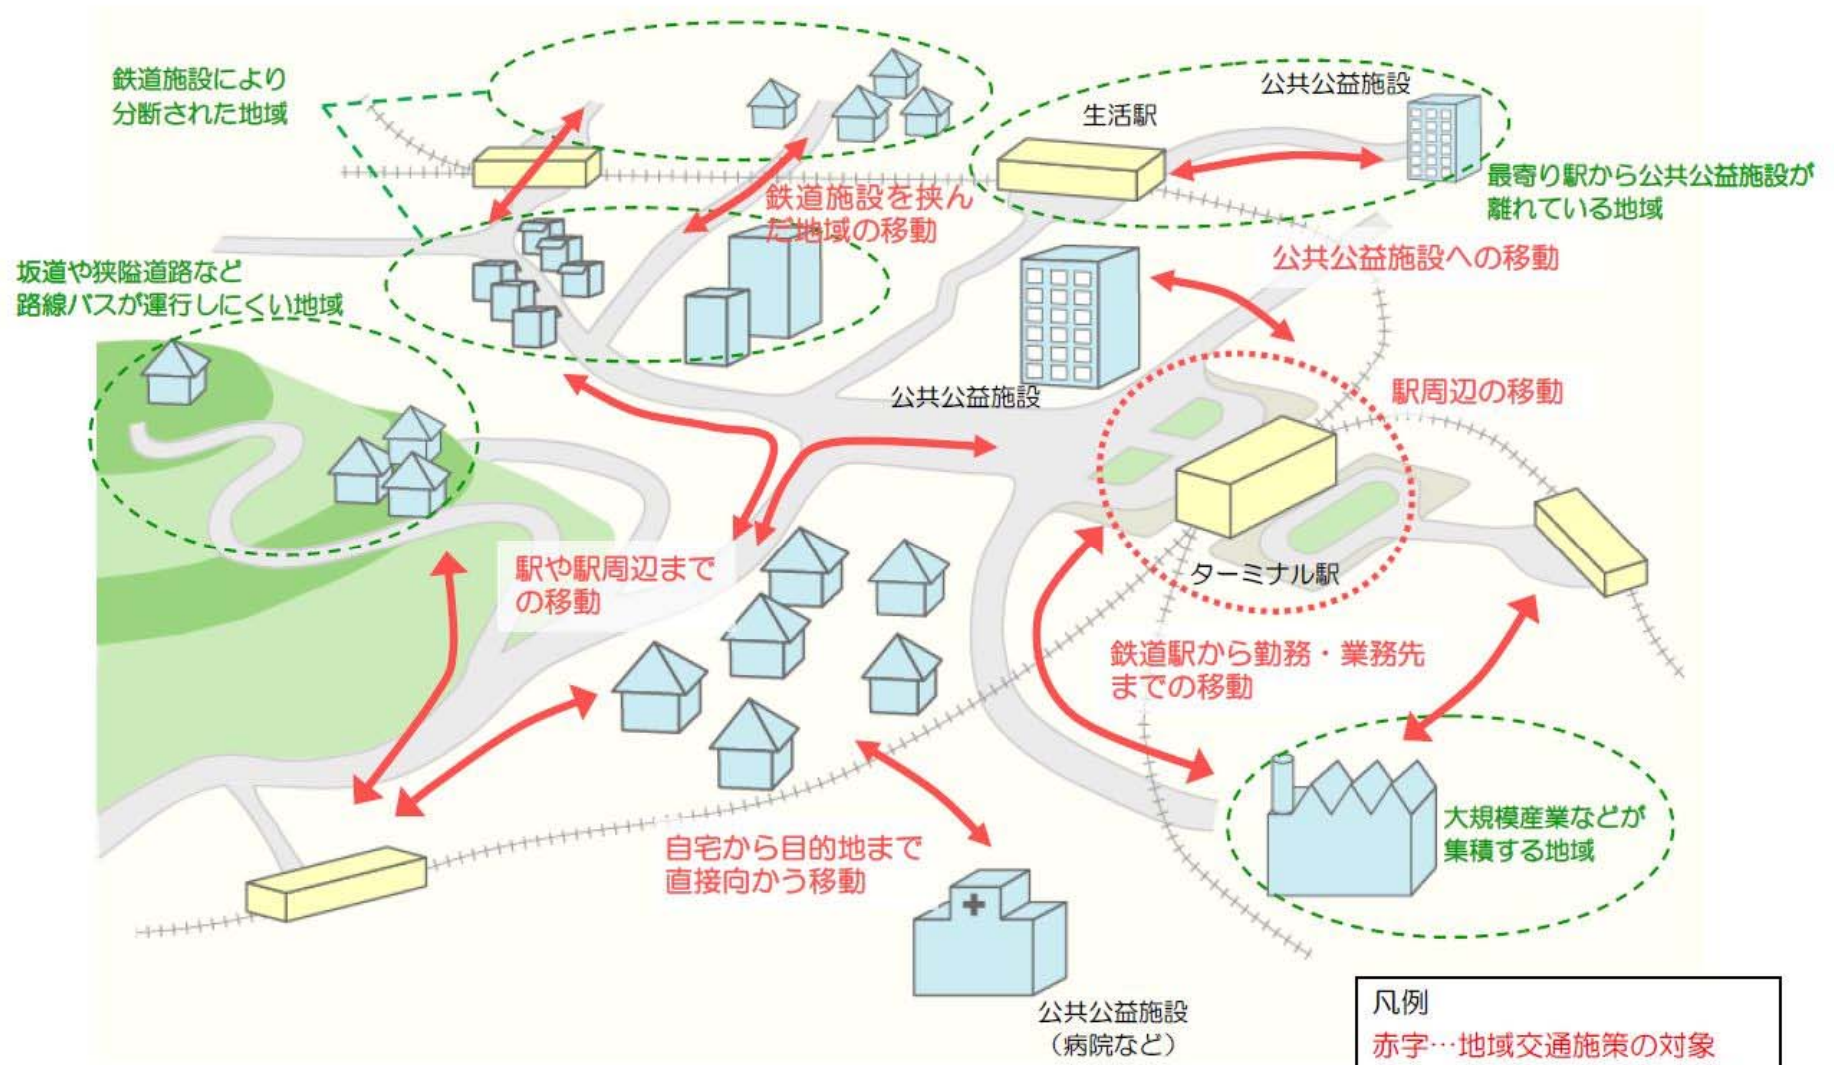 鉄道施設により
分断された地域
公共公益施設
生活駅
最寄り駅から公共公益施設が
離れている地域
鉄道施設を挟ん
だ地域の移動
公共公益施設への移動
坂道や狭隘道路など
路線バスが運行しにくい地域
公共公益施設
駅周辺の移動
駅や駅周辺まで
の移動
ターミナル駅
鉄道駅から勤務・業務先
までの移動
大規模産業などが
集積する地域
自宅から目的地まで
直接向かう移動
公共公益施設
（病院など）
凡例
赤字…地域交通施策の対象